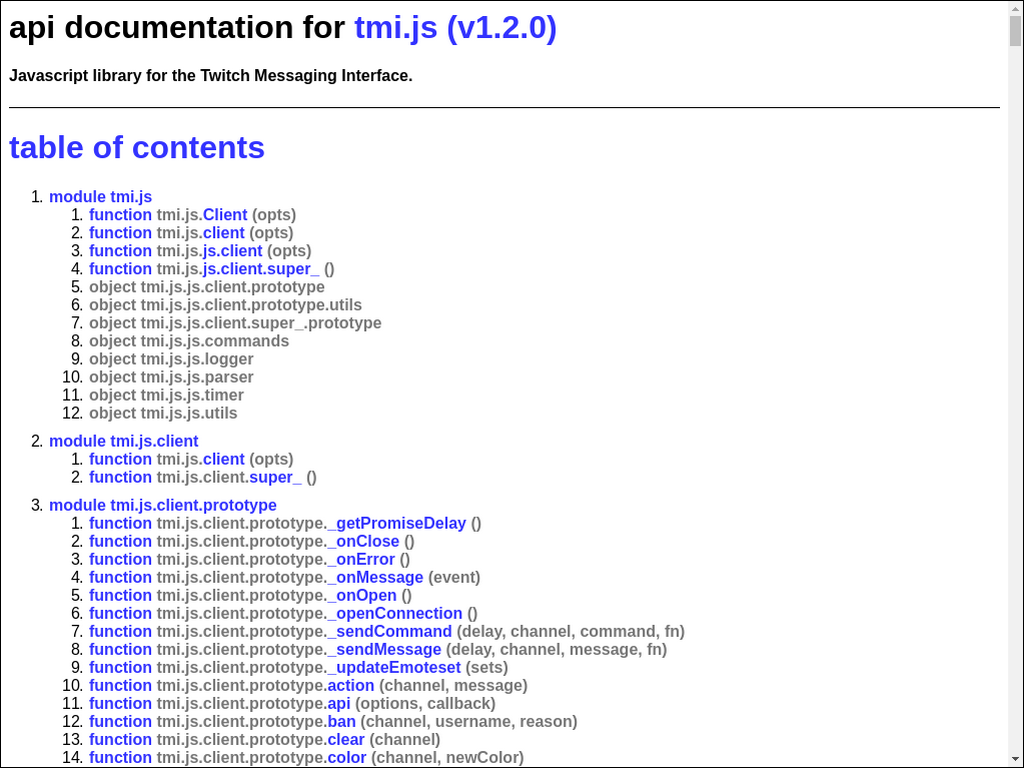 api documentation for tmi.js (v1.2.0)
Javascript library for the Twitch Messaging Interface.
table of contents
1. module tmi.js
1. function tmi.js.Client (opts)
2. function tmi.js.client (opts)
3. function tmi.js.js.client (opts)
4. function tmi.js.js.client.super_ ()
5. object tmi.js.js.client.prototype
6. object tmi.js.js.client.prototype.utils
7. object tmi.js.js.client.super_.prototype
8. object tmi.js.js.commands
9. object tmi.js.js.logger
10. object tmi.js.js.parser
11. object tmi.js.js.timer
12. object tmi.js.js.utils
2. module tmi.js.client
1. function tmi.js.client (opts)
2. function tmi.js.client.super_ ()
3. module tmi.js.client.prototype
1. function tmi.js.client.prototype._getPromiseDelay ()
2. function tmi.js.client.prototype._onClose ()
3. function tmi.js.client.prototype._onError ()
4. function tmi.js.client.prototype._onMessage (event)
5. function tmi.js.client.prototype._onOpen ()
6. function tmi.js.client.prototype._openConnection ()
7. function tmi.js.client.prototype._sendCommand (delay, channel, command, fn)
8. function tmi.js.client.prototype._sendMessage (delay, channel, message, fn)
9. function tmi.js.client.prototype._updateEmoteset (sets)
10. function tmi.js.client.prototype.action (channel, message)
11. function tmi.js.client.prototype.api (options, callback)
12. function tmi.js.client.prototype.ban (channel, username, reason)
13. function tmi.js.client.prototype.clear (channel)
14. function tmi.js.client.prototype.color (channel, newColor)